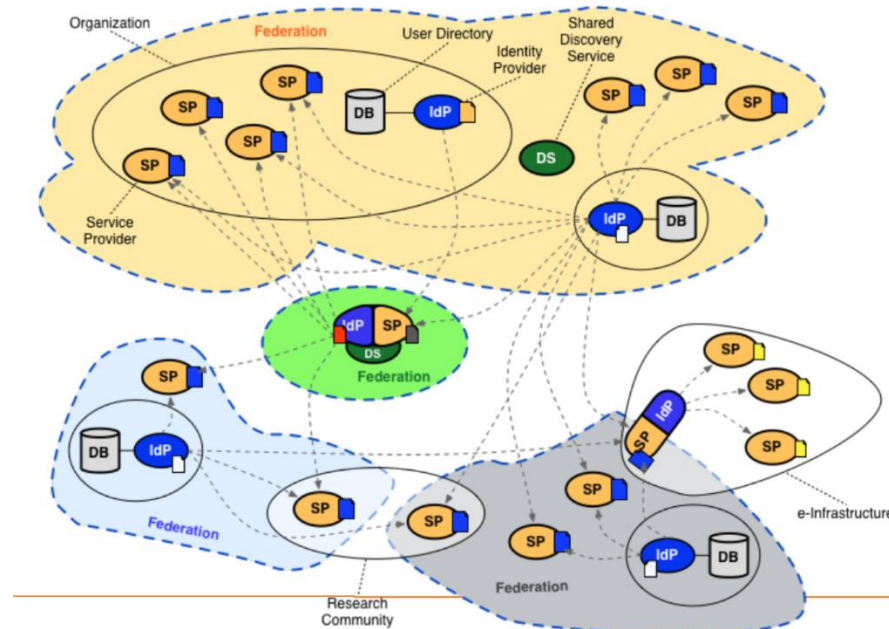 Organization
Federation
User Directory
Identity
Provider
Shared
Discovery
Service
SP
SP
SP
SP
DB
IdP
SP
SP
SP
DS
IdP
DB
Service
Provider
IdP
SP
DS
Federation
SP
DB
IdP
Federation
SP
SP
Research
Community
SP
IdP
SP
SP
SP
e-Infrastructure
SP
SP
IdP
DB
Federation